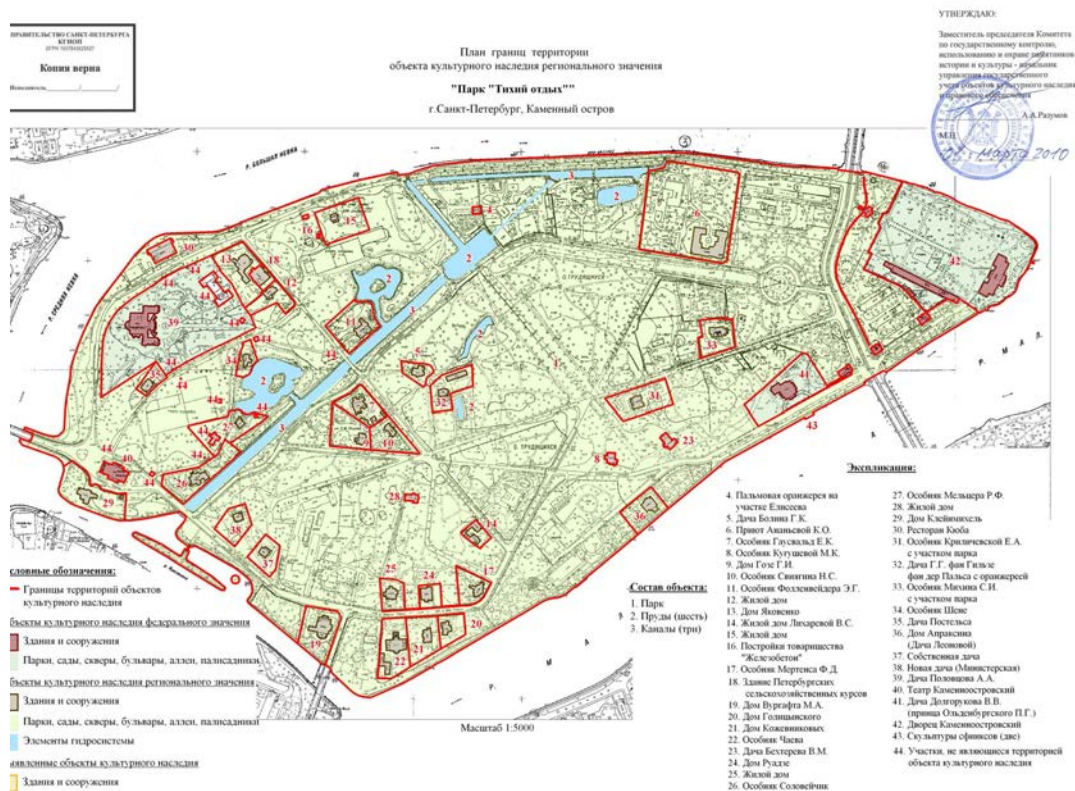 ПРАВИТЕЛЬСТВО САНКТ-ПЕТЕРБУРГА
КГИОП
Копия верна
План границ территории
объекта культурного наследия регионального значения
"Парк "Тихий отдых""
г.Санкт-Петербург, Каменный остров
УТВЕРЖДАЮ:
Заместитель председателя Комитета
по государственному контролю,
использованию и охране памятников
истории и культуры - начальник
управления государственного
учета объектов культурного наследия
А.А.Разумов
М.П.
Марта 2010
Р. БОЛЬШАЯ НЕВКА
Р. СРЕДНЯЯ НЕВКА
О.ТРУДЯЩИХСЯ
О. ТРУДЯЩИХСЯ
Р. МАЛ
Экспликация:
4. Пальмовая оранжерея на
участке Елисеева
5. Дача Болина Г.К.
6. Приют Ананьевой К.О.
7. Особняк Гаусвальд Е.К.
8. Особняк Кугушевой М.К.
9. Дом Гозе Г.И.
10. Особняк Свиягина Н.С.
11. Особняк Фолленвейдера Э.Г.
12. Жилой дом
13. Дом Яковенко
14. Жилой дом Лихаревой В.С.
15. Жилой дом
16. Постройки товарищества
"Железобетон"
17. Особняк Мертенса Ф.Д.
18. Здание Петербургских
сельскохозяйственных курсов
19. Дом Вургафта М.А.
20. Дом Голицынского
21. Дом Кожевниковых
22. Особняк Чаева
23. Дача Бехтерева В.М.
24. Дом Руадзе
25. Жилой дом
26. Особняк Соловейчик
27. Особняк Мельцера Р.Ф.
28. Жилой дом
29. Дом Клейнмихель
30. Ресторан Кюба
31. Особняк Криличевской Е.А.
с участком парка
32. Дача Г.Г. фан Гильзе
фан дер Пальса с оранжереей
33. Особняк Михина С.И.
с участком парка
34. Особняк Шене
35. Дача Постельса
36. Дом Апраксина
(Дача Леоновой)
37. Собственная дача
38. Новая дача (Министерская)
39. Дача Половцова А.А.
40. Театр Каменноостровский
41. Дача Долгорукова В.В.
(принца Ольденбургского П.Г.)
42. Дворец Каменноостровский
43. Скульптуры сфинксов (две)
44. Участки, не являющиеся территорией
объекта культурного наследия
Состав объекта:
1. Парк
2. Пруды (шесть)
3. Каналы (три)
словные обозначения:
Границы территорий объектов
культурного наследия
бъекты культурного наследия федерального значения
Здания и сооружения
Парки, сады, скверы, бульвары, аллеи, палисадники
бъекты культурного наследия регионального значения
Здания и сооружения
Парки, сады, скверы, бульвары, аллеи, палисадники
Элементы гидросистемы
ыявленные объекты культурного наследия
Здания и сооружения
Масштаб 1:5000